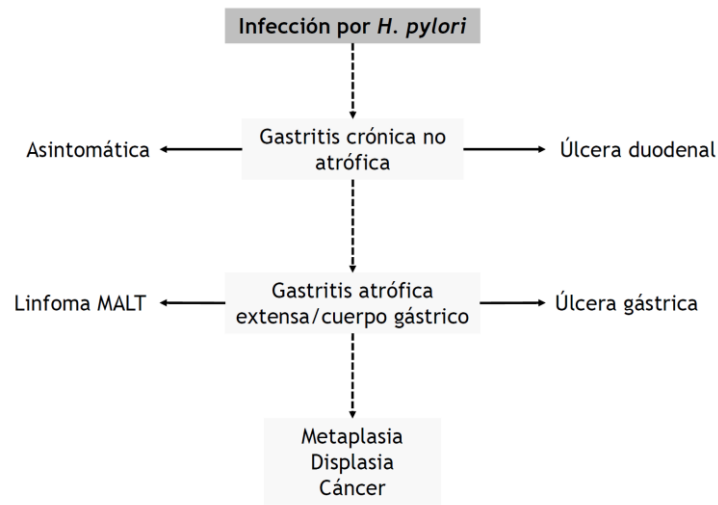 Infección por H. pylori
Asintomática
Gastritis crónica no
atrófica
Úlcera duodenal
Linfoma MALT
Gastritis atrófica
extensa/cuerpo gástrico
Úlcera gástrica
Metaplasia
Displasia
Cáncer